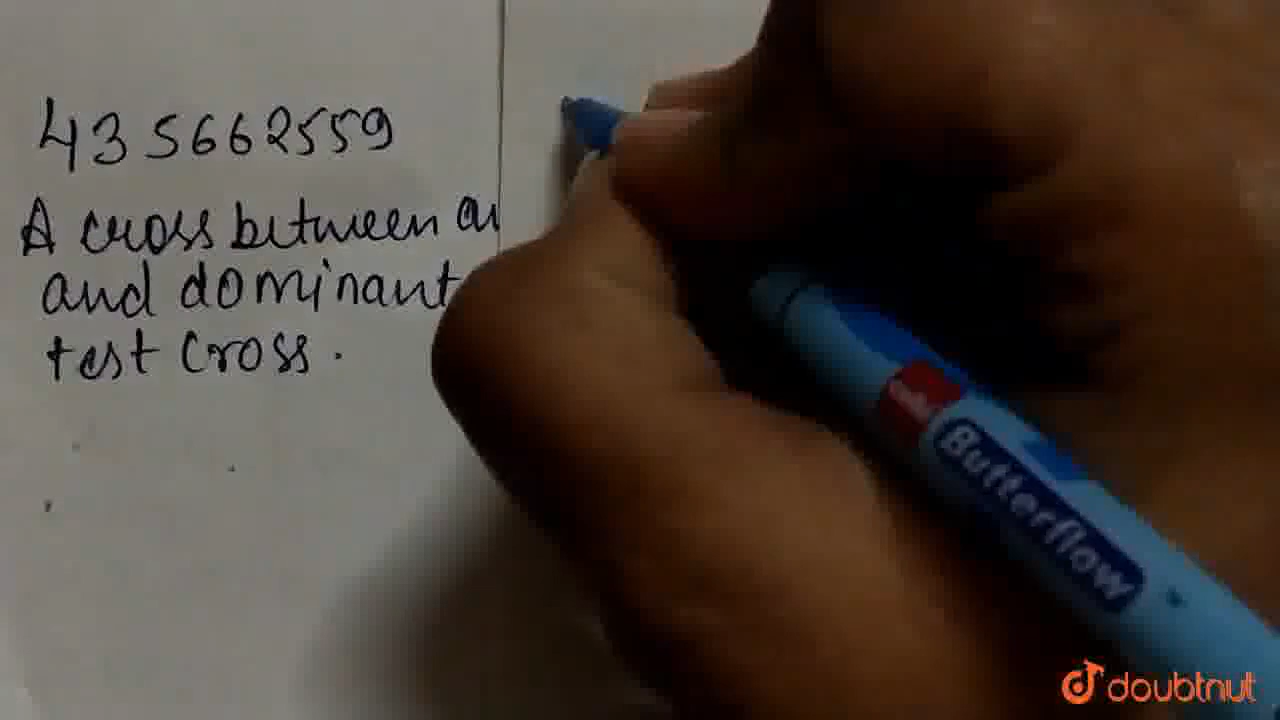 435662559
A cross between
and dominant
test cross.
Butterflow
doubtnut